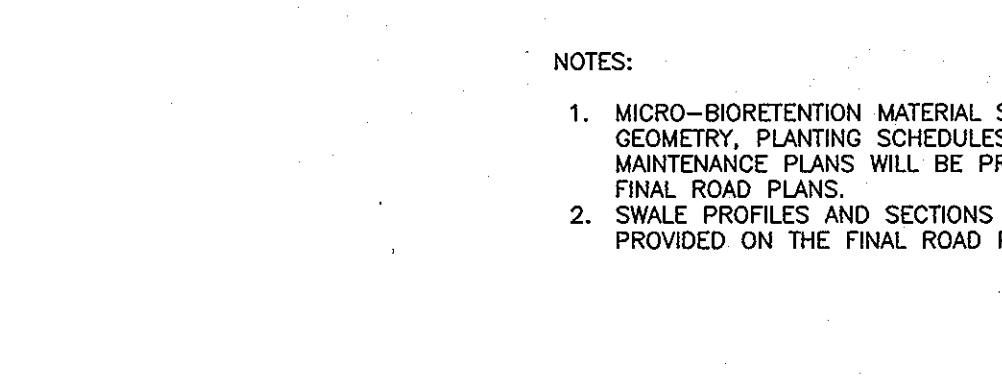 NOTES:
1. MICRO-BIORETENTION MATERIAL
GEOMETRY, PLANTING SCHEDULES
MAINTENANCE PLANS WILL BE
FINAL ROAD PLANS.
2. SWALE PROFILES AND SECTIONS
PROVIDED ON THE FINAL ROAD